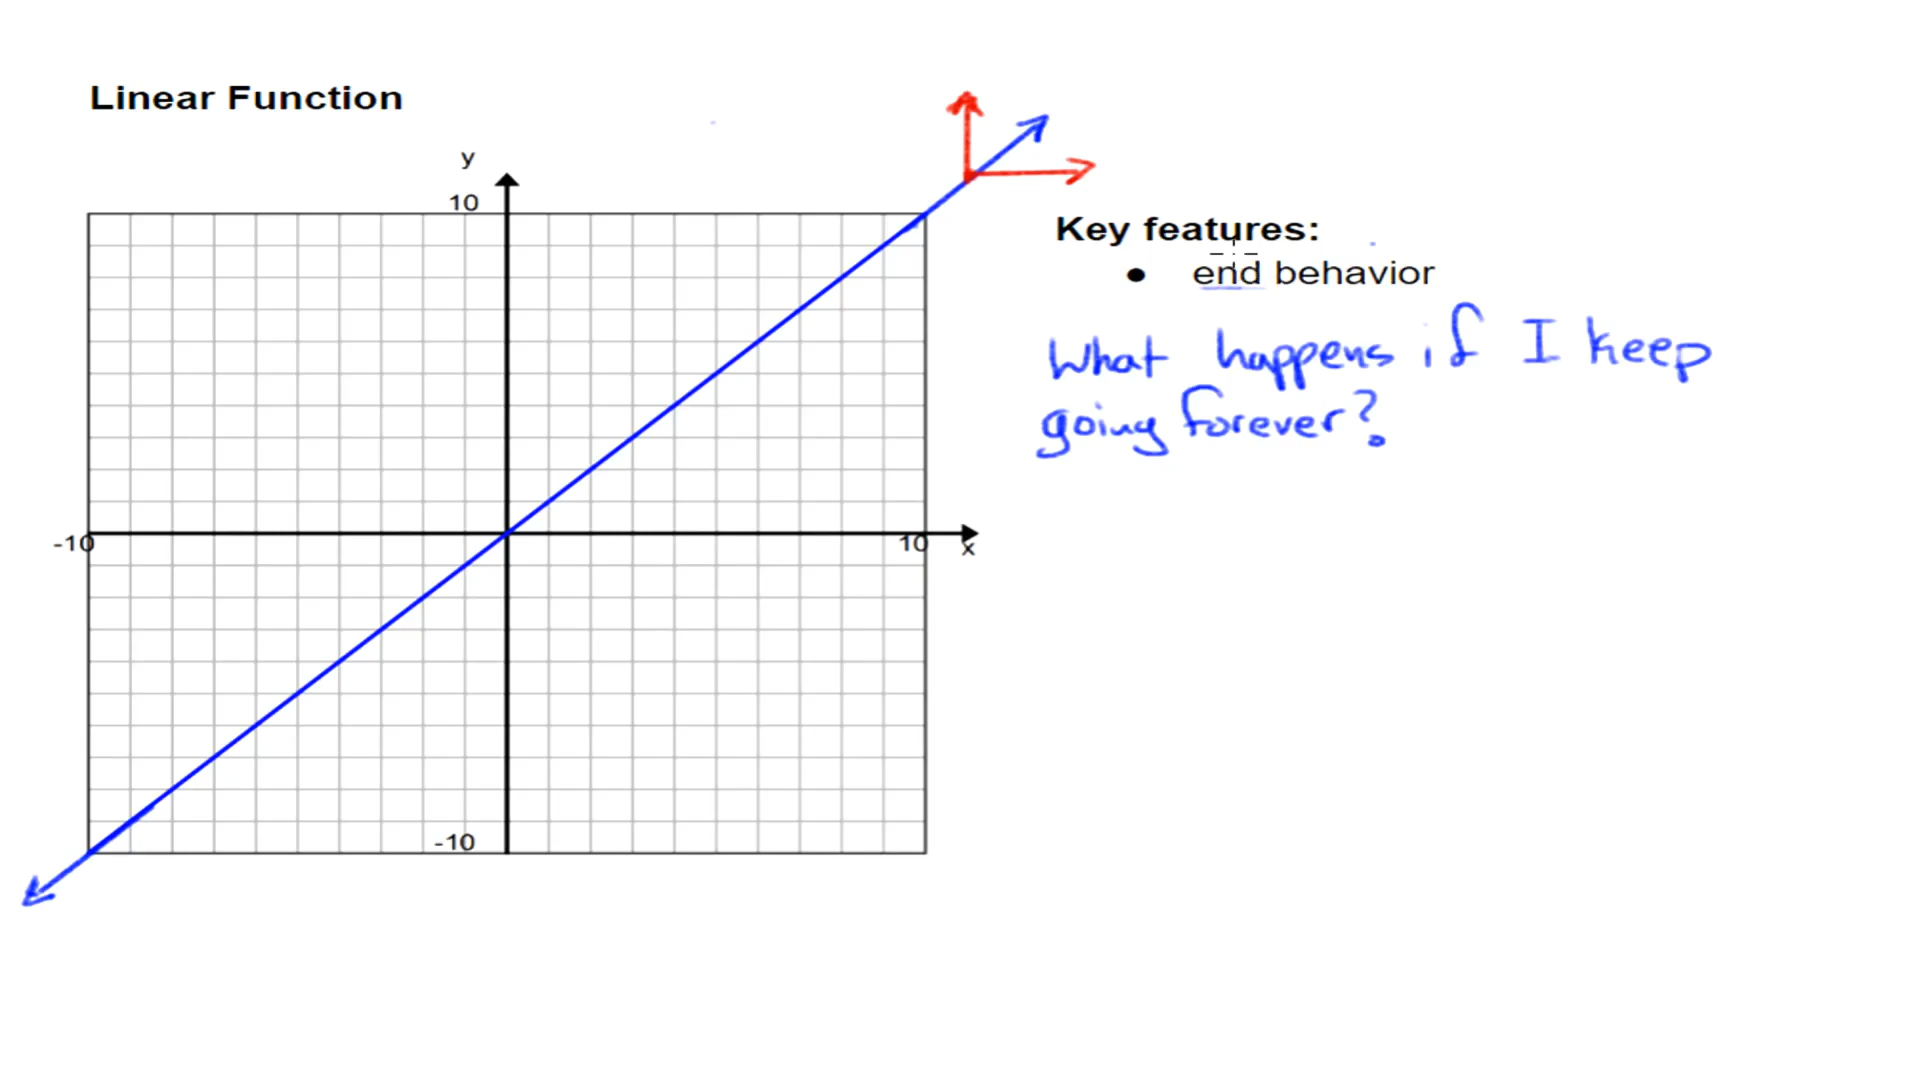 Linear Function
y
10
Key features:
● end behavior
What happens if I keep
going forever?
-10
10
x
-10